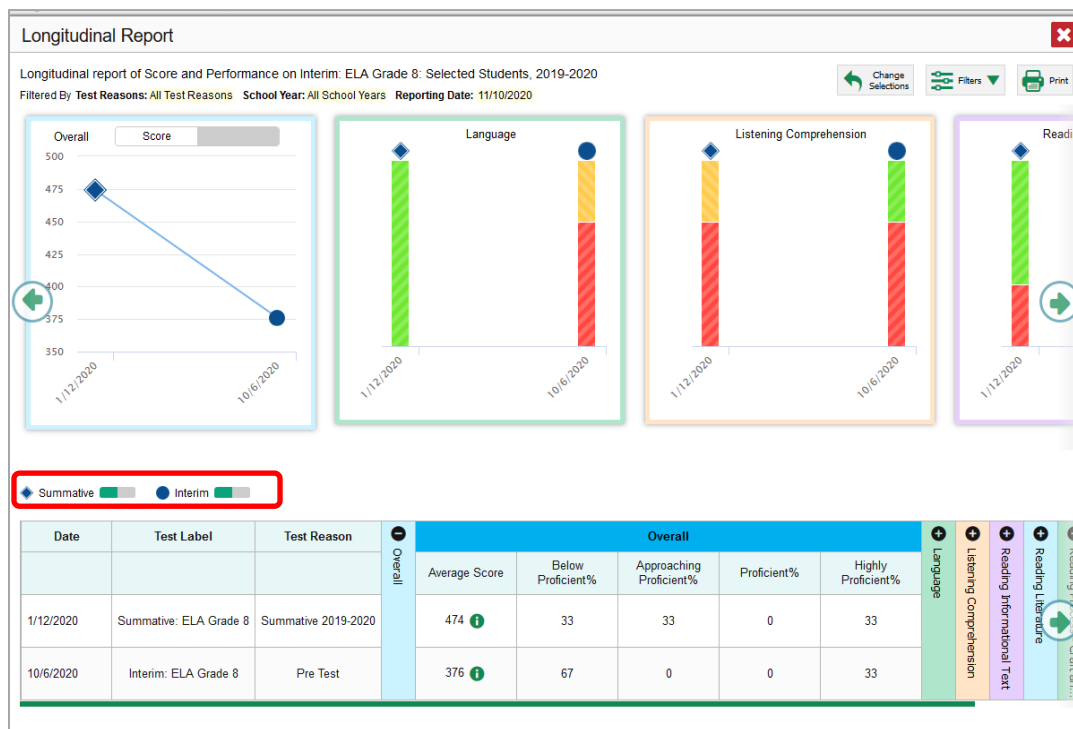 Longitudinal Report
Longitudinal report of Score and Performance on Interim: ELA Grade 8: Selected Students, 2019-2020
Filtered By Test Reasons: All Test Reasons School Year: All School Years Reporting Date: 11/10/2020
Change
Selections
Filters
Print
Overall
Score
500
475
450
425
400
375
350
1/12/2020
10/6/2020
Language
1/12/2020
10/6/2020
Listening Comprehension
1/12/2020
10/6/2020
Readi
1/12/2020
Summative
Interim
Date Test Label Test Reason Overall Overall Language Listening Comprehension Reading Informational Text Reading Literature
Average Score Below Proficient% Approaching Proficient% Proficient% Highly Proficient%
1/12/2020 Summative: ELA Grade 8 Summative 2019-2020 474 33 33 0 33
10/6/2020 Interim: ELA Grade 8 Pre Test 376 67 0 0 33